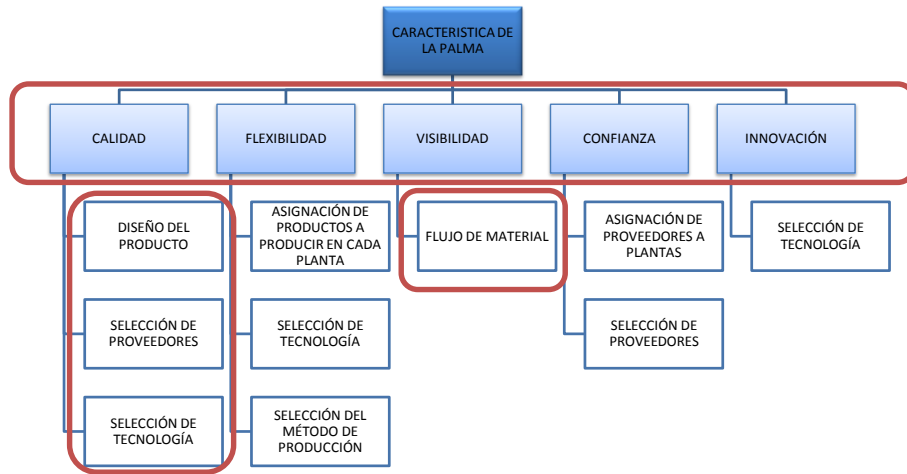 CARACTERISTICA DE
LA PALMA
CALIDAD
FLEXIBILIDAD
VISIBILIDAD
CONFIANZA
INNOVACIÓN
DISEÑO DEL
PRODUCTO
ASIGNACIÓN DE
PRODUCTOS A
PRODUCIR EN CADA
PLANTA
FLUJO DE MATERIAL
ASIGNACIÓN DE
PROVEEDORES A
PLANTAS
SELECCIÓN DE
TECNOLOGÍA
SELECCIÓN DE
PROVEEDORES
SELECCIÓN DE
TECNOLOGÍA
SELECCIÓN DE
PROVEEDORES
SELECCIÓN DE
TECNOLOGÍA
SELECCIÓN DEL
MÉTODO DE
PRODUCCIÓN